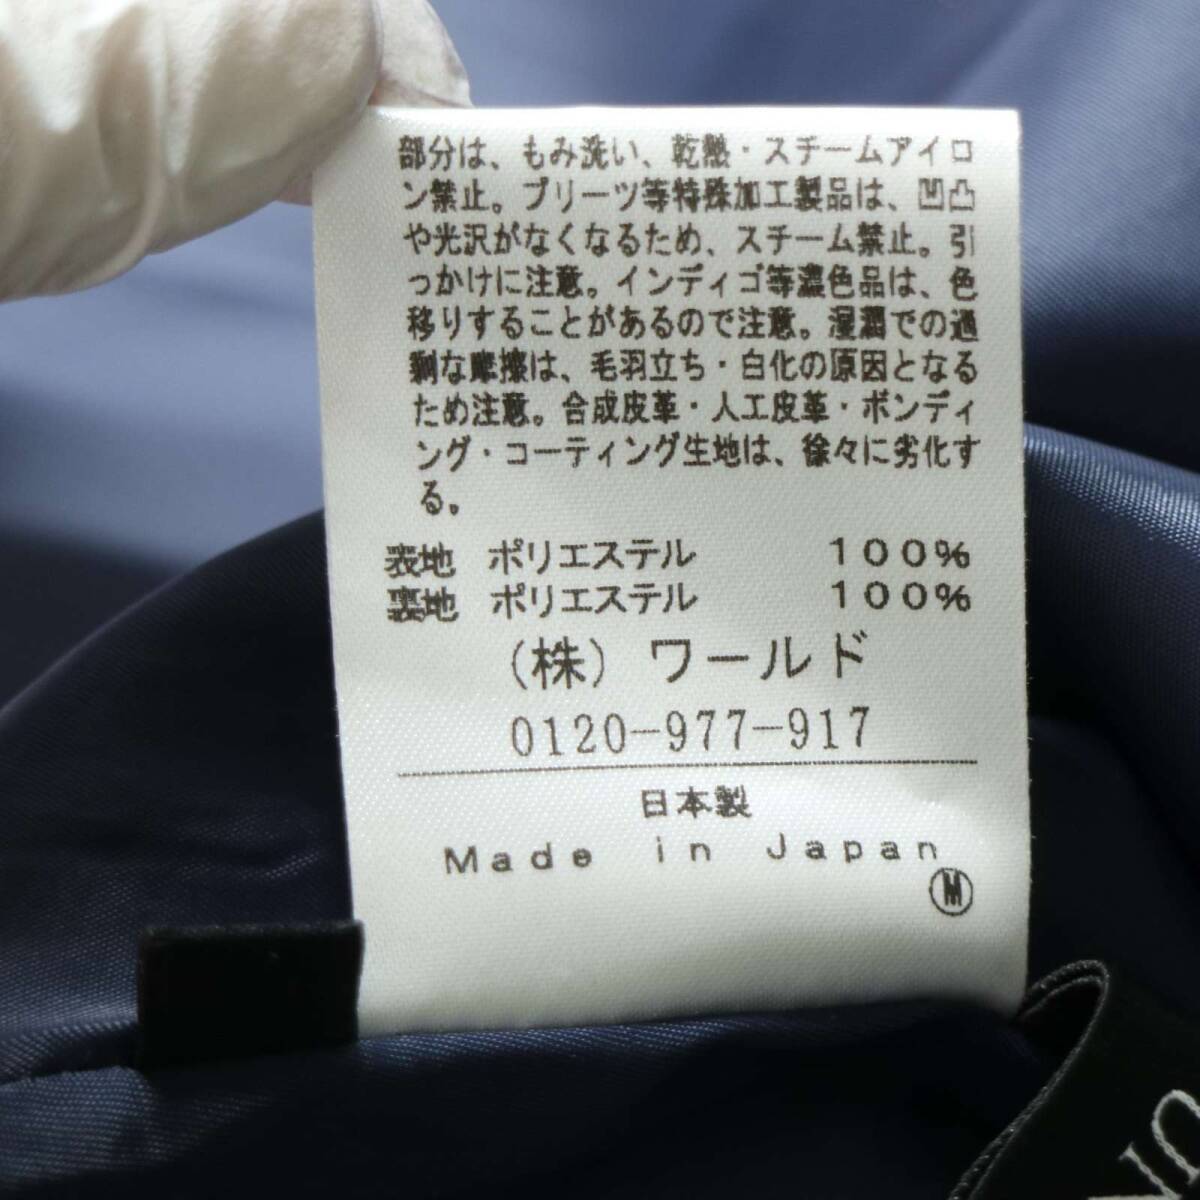 部分は、もみ洗い、乾熱・スチームアイロ
ン禁止。プリーツ等特殊加工製品は、凹凸
や光沢がなくなるため、スチーム禁止。引
っかけに注意。インディゴ等濃色品は、色
移りすることがあるので注意。湿潤での過
剰な摩擦は、毛羽立ち・白化の原因となる
ため注意。合成皮革・人工皮革・ボンディ
ング・コーティング生地は、徐々に劣化す
る。
表地 ポリエステル 100%
裏地 ポリエステル 100%
(株) ワールド
0120-977-917
日本製
Made in Japan
M